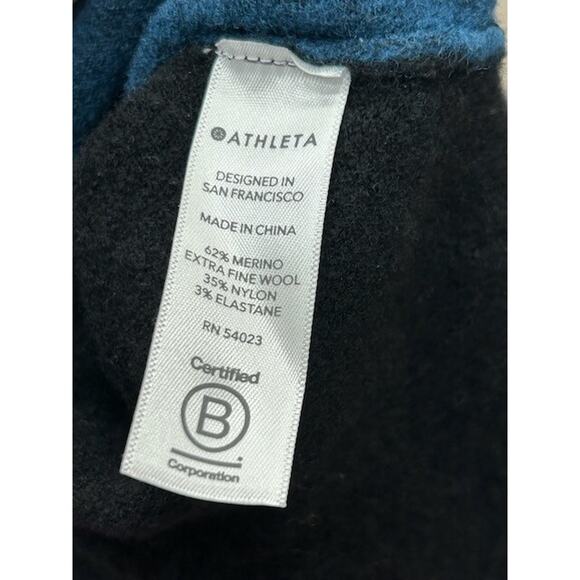 ATHLETA
DESIGNED IN
SAN FRANCISCO
MADE IN CHINA
62% MERINO
EXTRA FINE WOOL
35% NYLON
3% ELASTANE
RN 54023
Certified
B
Corporation